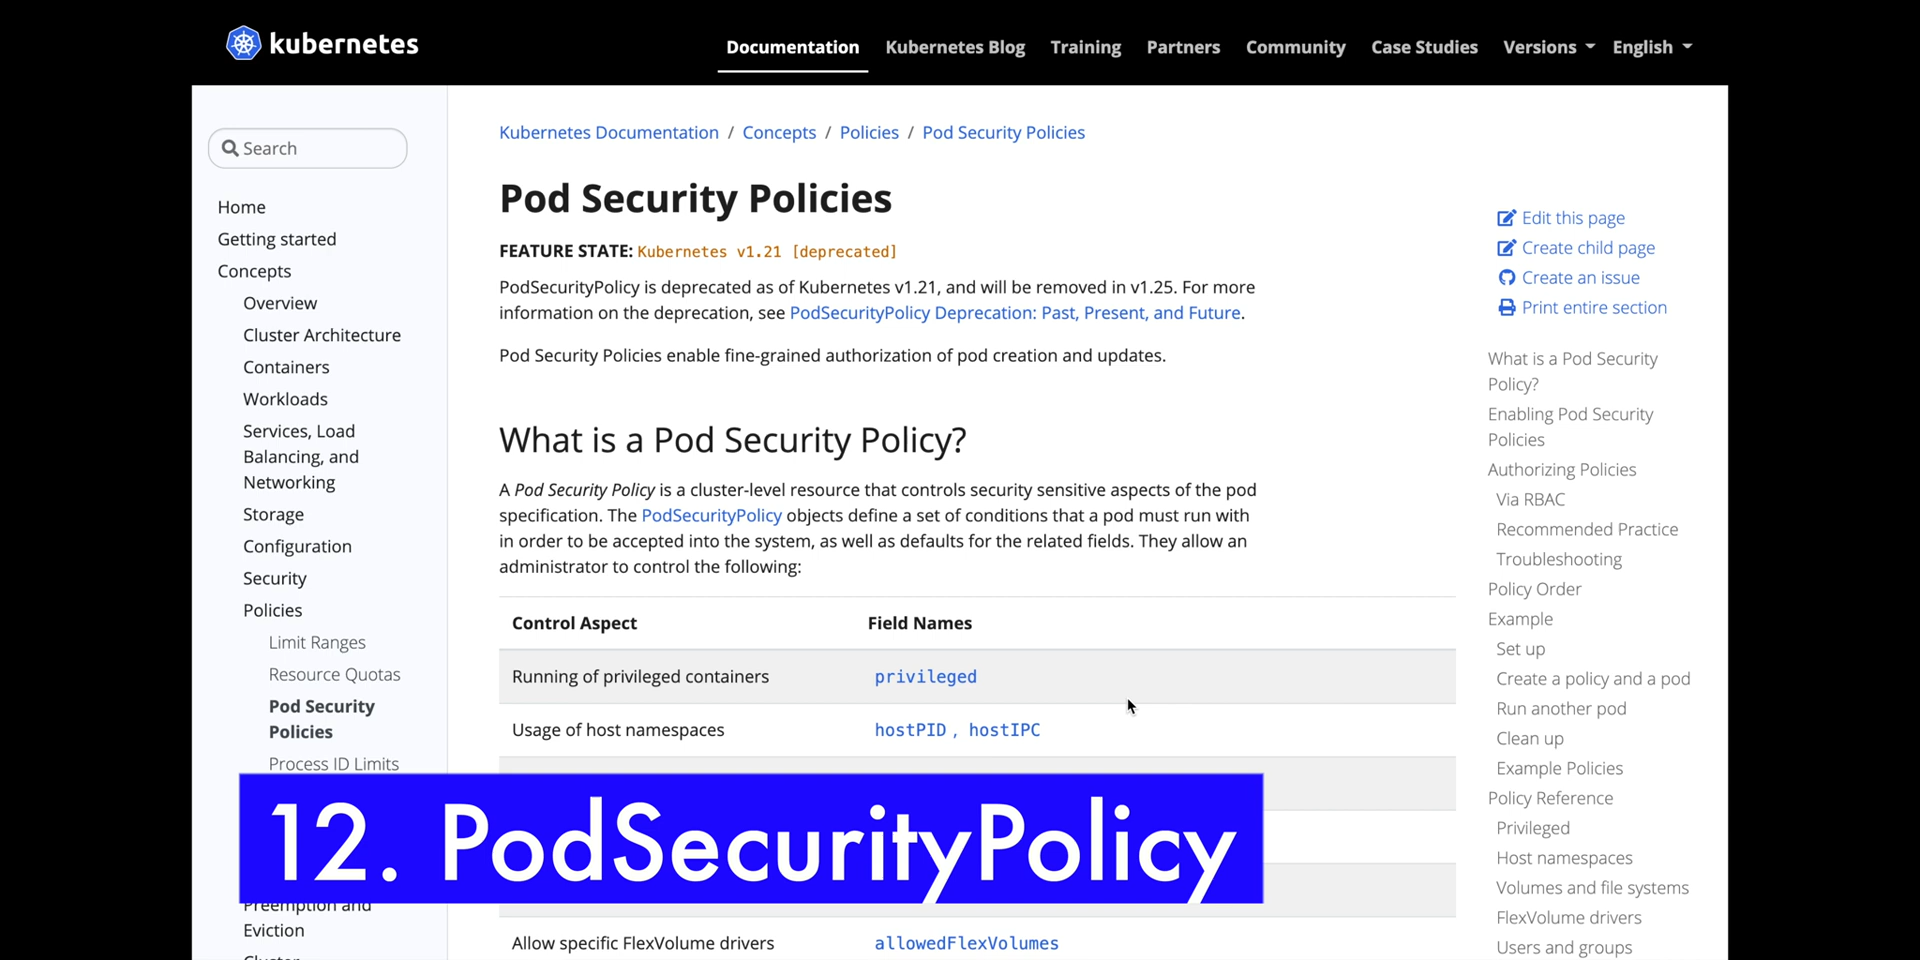 kubernetes
Documentation
Kubernetes Blog
Training
Partners
Community
Case Studies
Versions
English
Search
Home
Getting started
Concepts
Overview
Cluster Architecture
Containers
Workloads
Services, Load
Balancing, and
Networking
Storage
Configuration
Security
Policies
Limit Ranges
Resource Quotas
Pod Security
Policies
Process ID Limits
Preemption and
Eviction
Kubernetes Documentation / Concepts / Policies / Pod Security Policies
Pod Security Policies
FEATURE STATE: Kubernetes v1.21 [deprecated]
PodSecurityPolicy is deprecated as of Kubernetes v1.21, and will be removed in v1.25. For more
information on the deprecation, see PodSecurityPolicy Deprecation: Past, Present, and Future.
Pod Security Policies enable fine-grained authorization of pod creation and updates.
What is a Pod Security Policy?
A Pod Security Policy is a cluster-level resource that controls security sensitive aspects of the pod
specification. The PodSecurityPolicy objects define a set of conditions that a pod must run with
in order to be accepted into the system, as well as defaults for the related fields. They allow an
administrator to control the following:
Control Aspect Field Names
Running of privileged containers privileged
Usage of host namespaces hostPID , hostIPC
12. PodSecurityPolicy
Allow specific FlexVolume drivers allowedFlexVolumes
Edit this page
Create child page
Create an issue
Print entire section
What is a Pod Security
Policy?
Enabling Pod Security
Policies
Authorizing Policies
Via RBAC
Recommended Practice
Troubleshooting
Policy Order
Example
Set up
Create a policy and a pod
Run another pod
Clean up
Example Policies
Policy Reference
Privileged
Host namespaces
Volumes and file systems
FlexVolume drivers
Users and groups